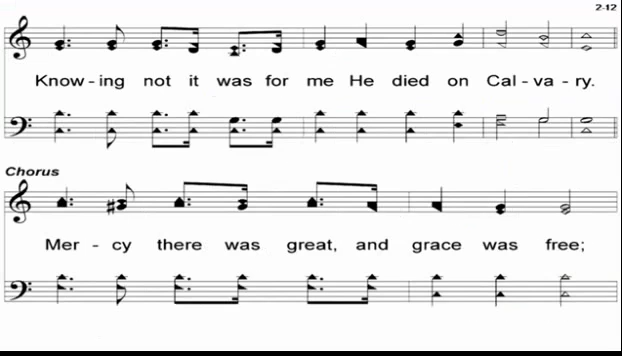 2-12
Know-ing not it was for me He died on Cal-va-ry.
Chorus
Mer-cy there was great, and grace was free;